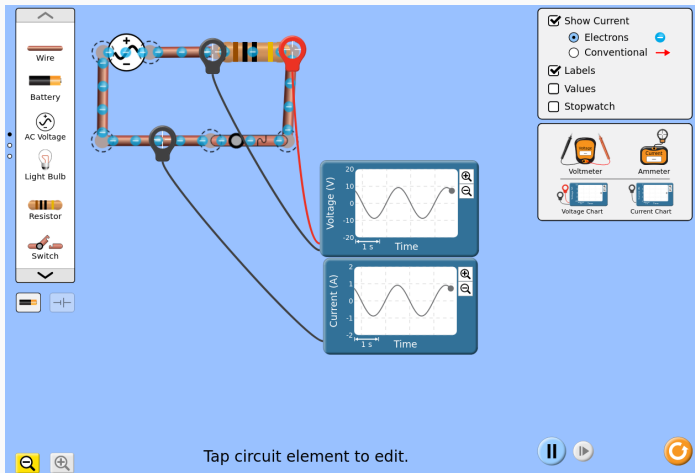 Wire
Battery
AC Voltage
Light Bulb
Resistor
Switch
Show Current
Electrons
Conventional
Labels
Values
Stopwatch
Voltage
Voltmeter
Current
Ammeter
Voltage Chart
Current Chart
Voltage (V)
20
10
0
-10
-20
1 s
Time
Current (A)
2
1
0
-1
-2
1 s
Time
Tap circuit element to edit.